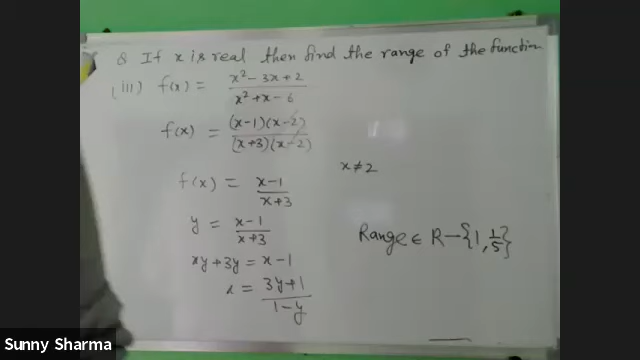 Q If x is real then find the range of the function
(iii) f(x) = x² - 3x + 2 / x² + x - 6
f(x) = (x-1)(x-2) / (x+3)(x-2)
x ≠ 2
f(x) = x-1 / x+3
y = x-1 / x+3
Range ∈ R - {1, 1/5}
xy + 3y = x - 1
x = 3y+1 / 1-y
Sunny Sharma